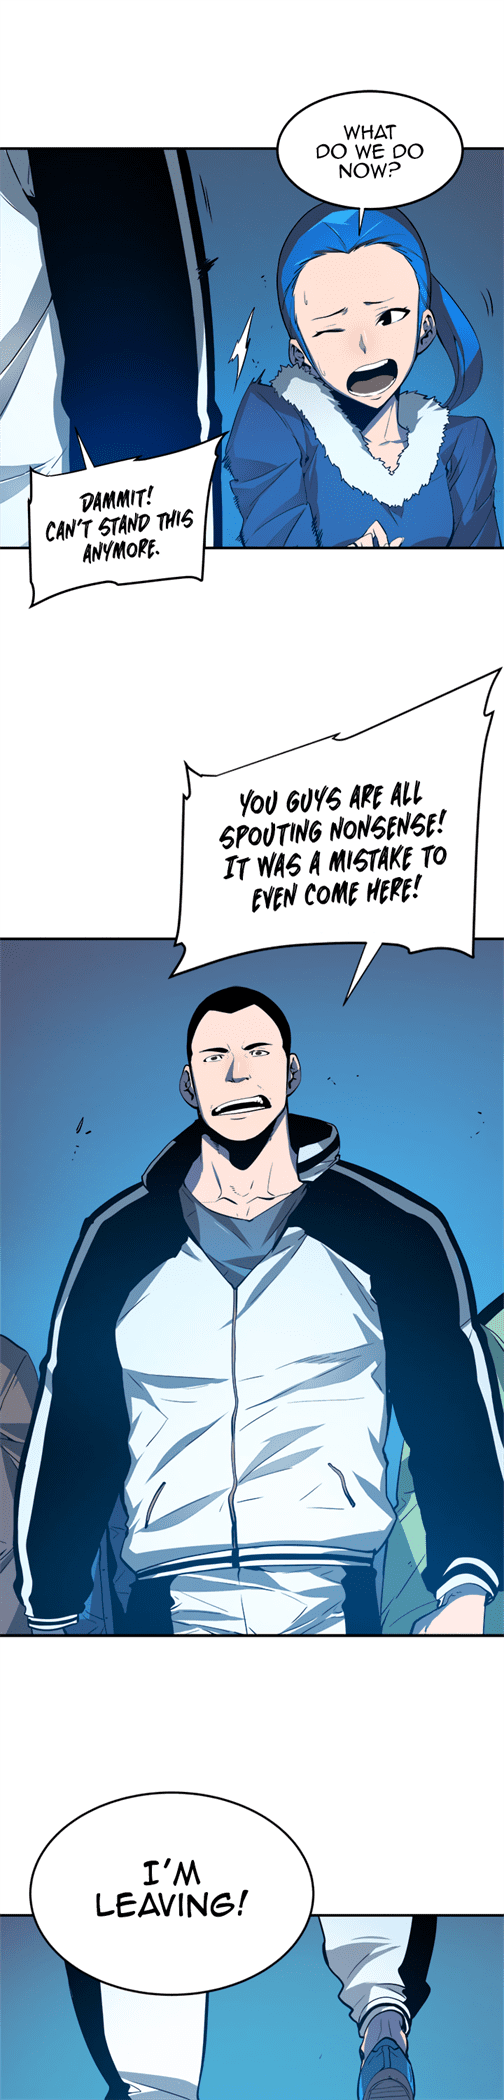 WHAT
DO WE DO
NOW?
DAMMIT!
CAN'T STAND THIS
ANYMORE.
YOU GUYS ARE ALL
SPOUTING NONSENSE!
IT WAS A MISTAKE TO
EVEN COME HERE!
I'M
LEAVING!